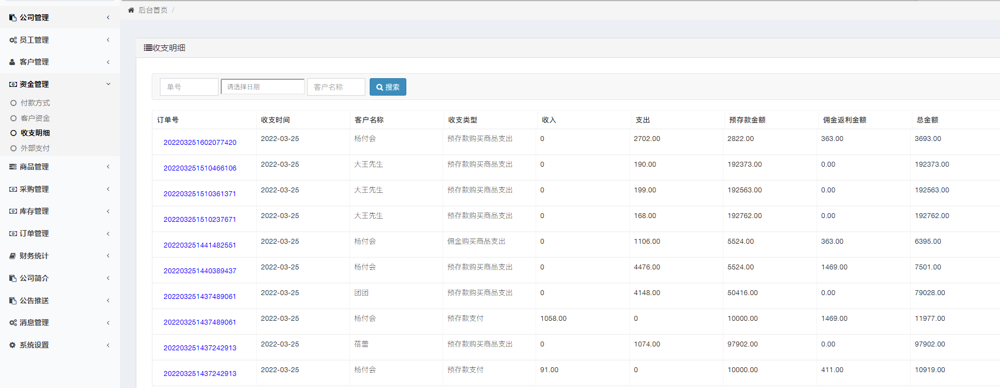 公司管理
员工管理
客户管理
资金管理
付款方式
客户资金
收支明细
外部支付
商品管理
采购管理
库存管理
订单管理
财务统计
公司简介
公告推送
消息管理
系统设置
后台首页 /
收支明细
单号 请选择日期 客户名称 搜索
订单号 收支时间 客户名称 收支类型 收入 支出 预存款金额 佣金返利金额 总金额
202203251602077420 2022-03-25 杨付会 预存款购买商品支出 0 2702.00 2822.00 363.00 3693.00
202203251510466106 2022-03-25 大王先生 预存款购买商品支出 0 190.00 192373.00 0.00 192373.00
202203251510361371 2022-03-25 大王先生 预存款购买商品支出 0 199.00 192563.00 0.00 192563.00
202203251510237671 2022-03-25 大王先生 预存款购买商品支出 0 168.00 192762.00 0.00 192762.00
202203251441482551 2022-03-25 杨付会 佣金购买商品支出 0 1106.00 5524.00 363.00 6395.00
202203251440389437 2022-03-25 杨付会 预存款购买商品支出 0 4476.00 5524.00 1469.00 7501.00
202203251437489061 2022-03-25 团团 预存款购买商品支出 0 4148.00 50416.00 0.00 79028.00
202203251437489061 2022-03-25 杨付会 预存款支付 1058.00 0 10000.00 1469.00 11977.00
202203251437242913 2022-03-25 蓓蕾 预存款购买商品支出 0 1074.00 97902.00 0.00 97902.00
202203251437242913 2022-03-25 杨付会 预存款支付 91.00 0 10000.00 411.00 10919.00